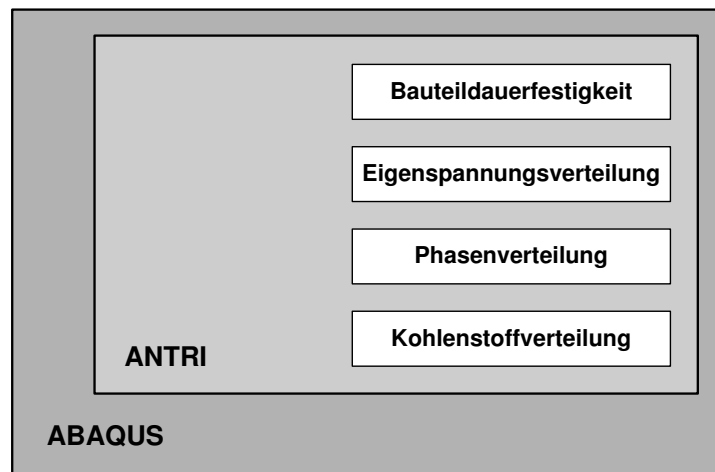 Bauteildauerfestigkeit
Eigenspannungsverteilung
Phasenverteilung
Kohlenstoffverteilung
ANTRI
ABAQUS